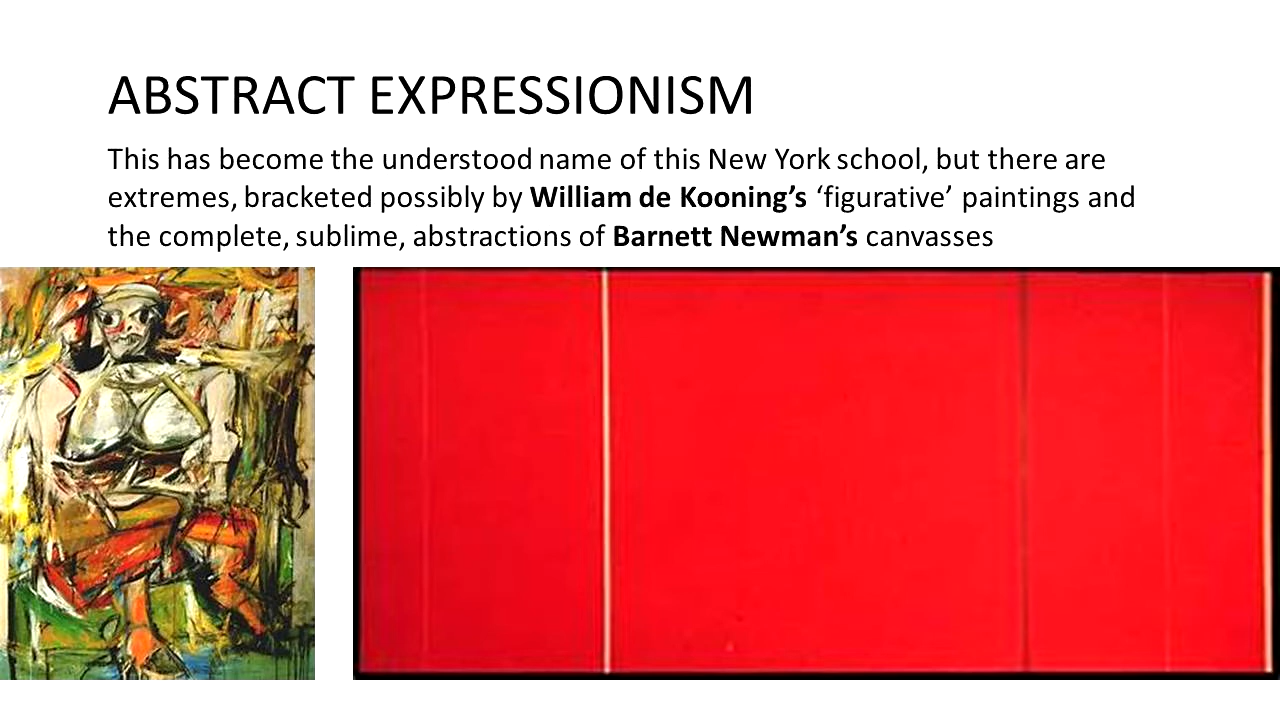 ABSTRACT EXPRESSIONISM
This has become the understood name of this New York school, but there are
extremes, bracketed possibly by William de Kooning’s ‘figurative’ paintings and
the complete, sublime, abstractions of Barnett Newman’s canvasses